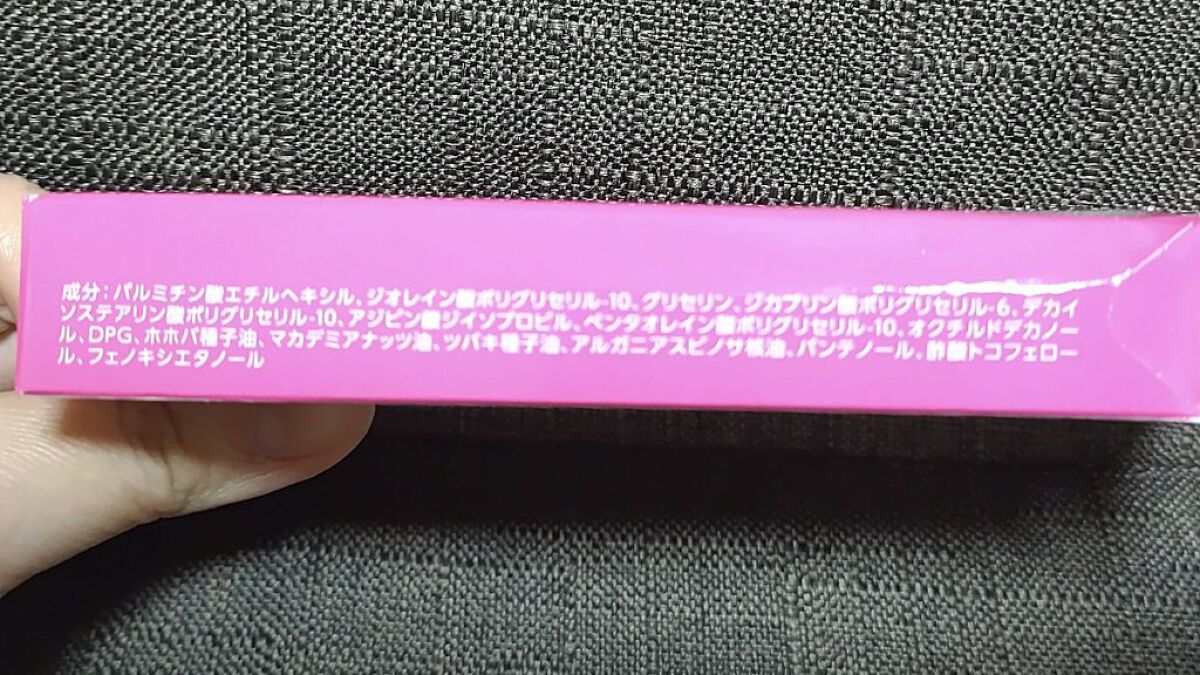 成分:パルミチン酸エチルヘキシル、ジオレイン酸ポリグリセリル-10、グリセリン、ジカプリン酸ポリグリセリル-6、デカイ
ソステアリン酸ポリグリセリル-10、アジピン酸ジイソプロピル、ペンタオレイン酸ポリグリセリル-10、オクチルドデカノー
ル、DPG、ホホバ種子油、マカデミアナッツ油、ツバキ種子油、アルガニアスピノサ核油、パンテノール、酢酸トコフェロー
ル、フェノキシエタノール